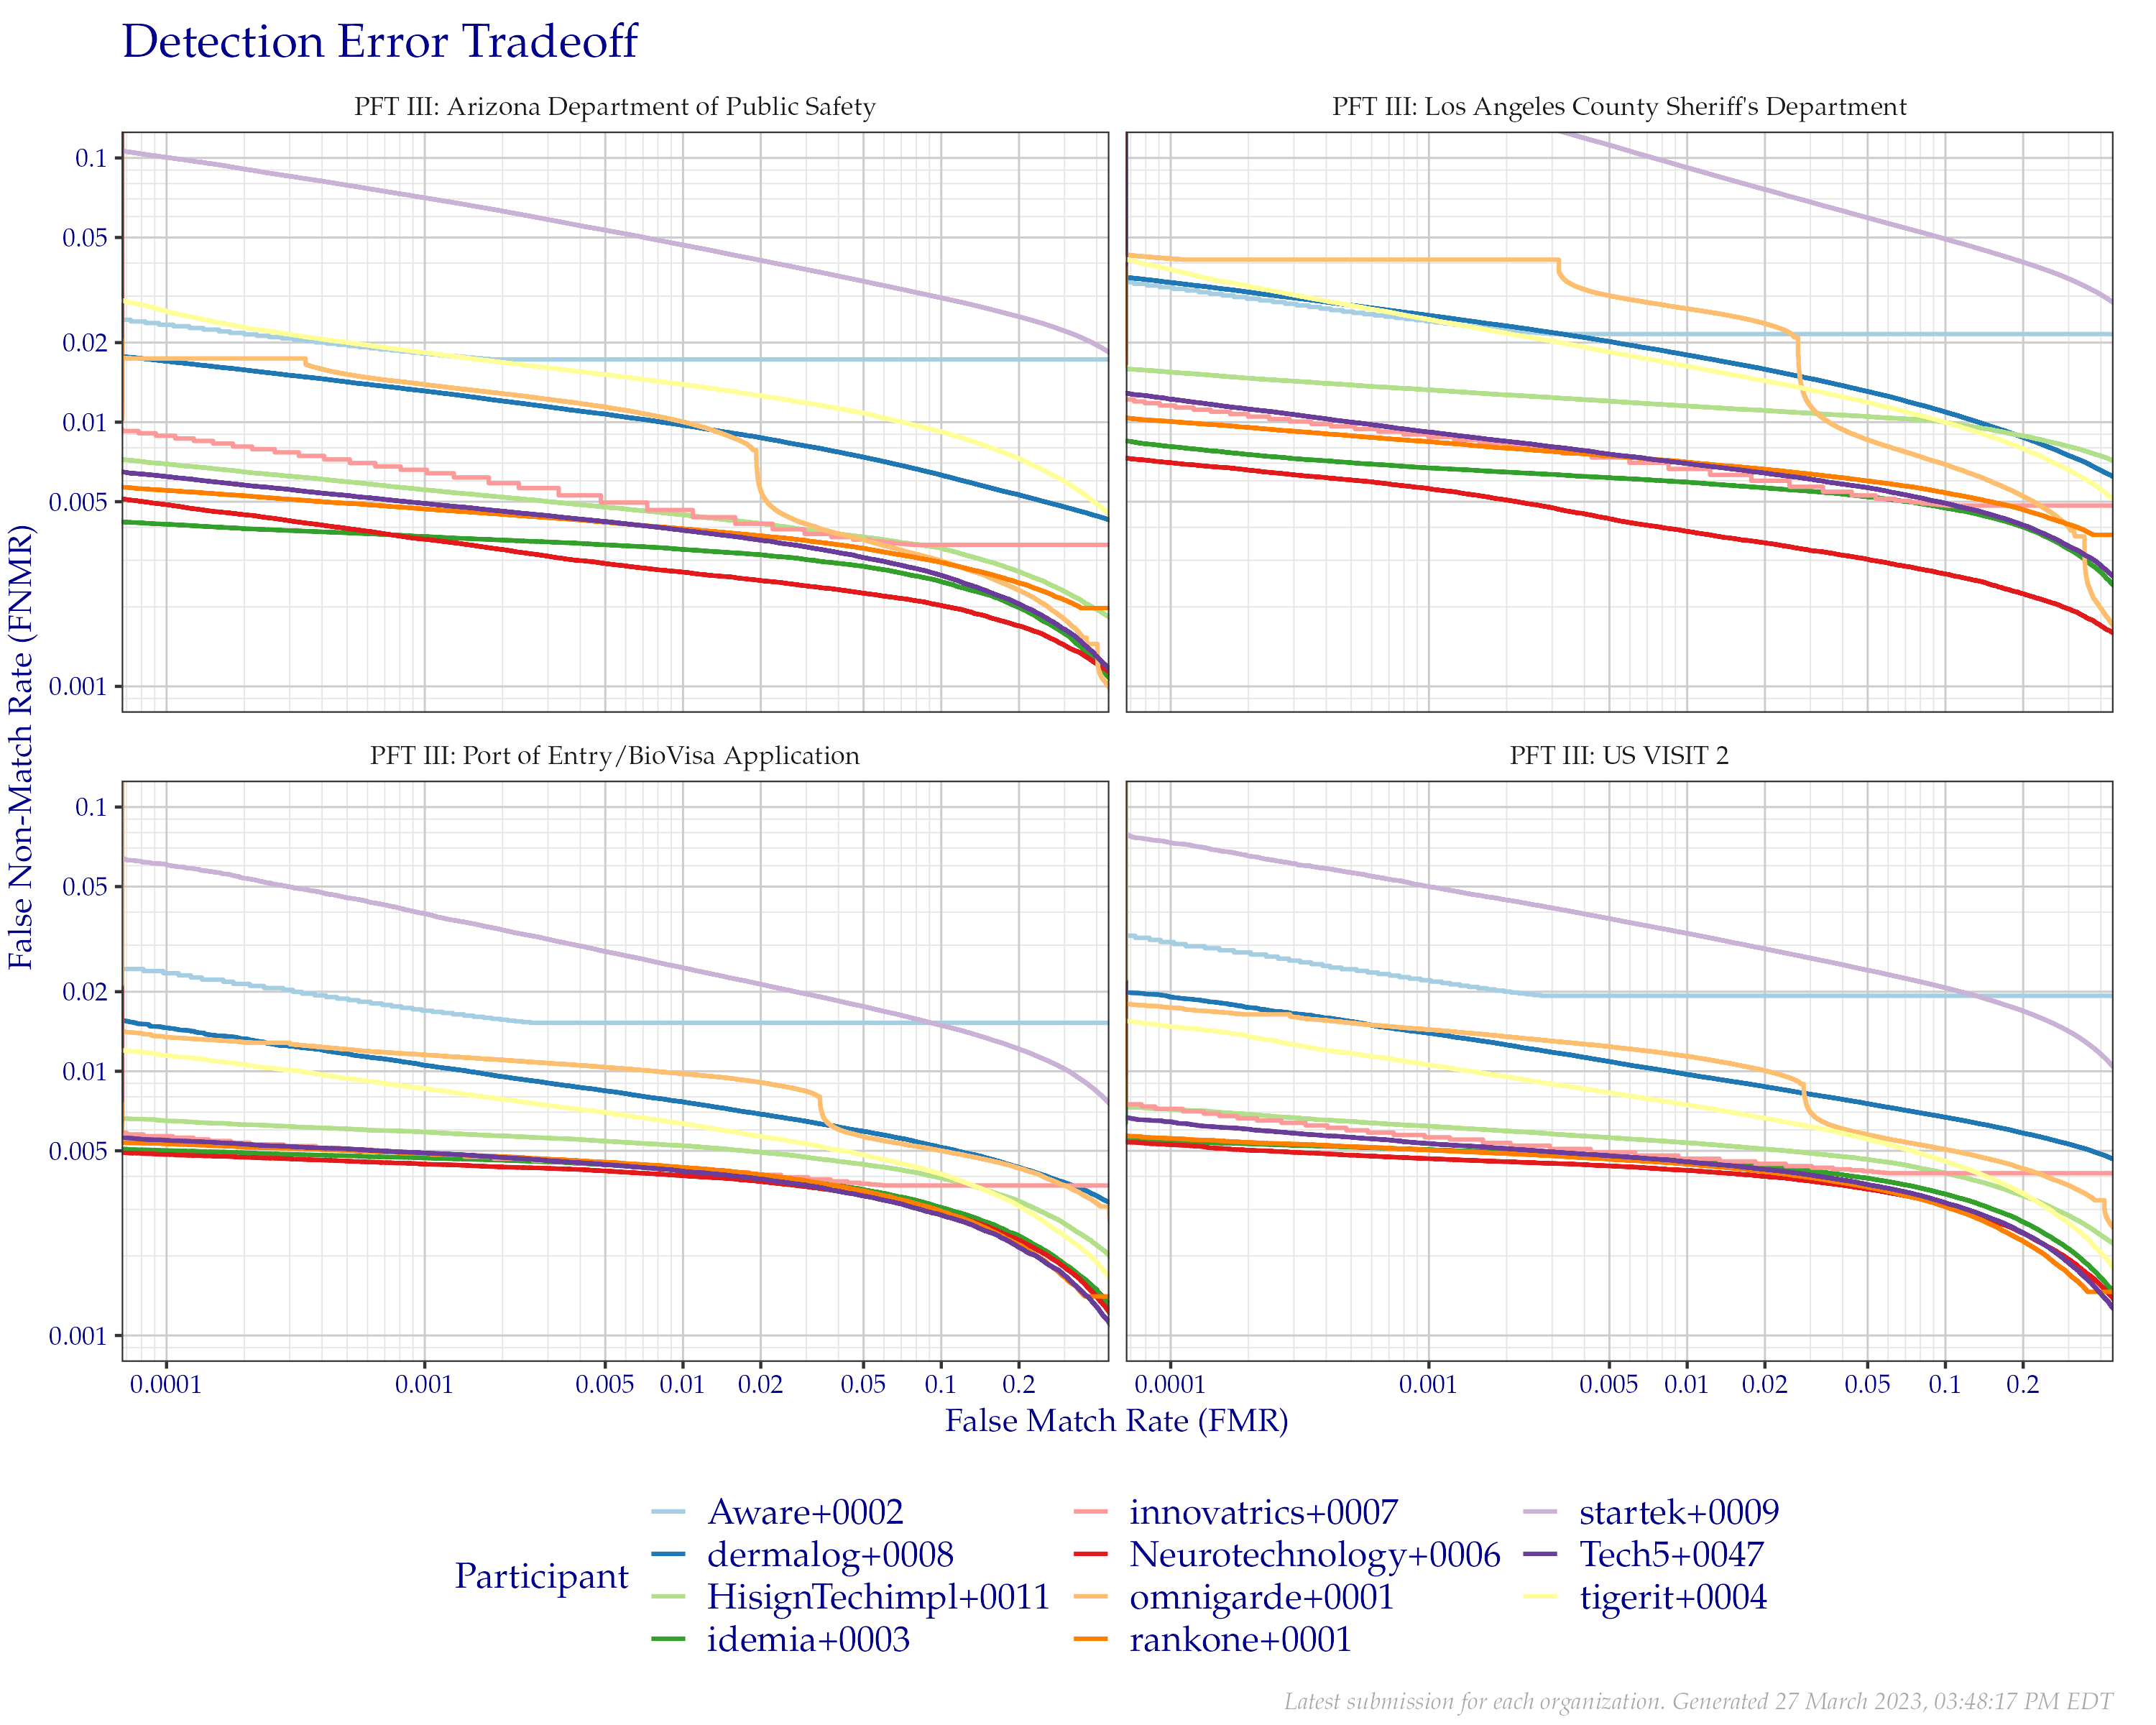 Detection Error Tradeoff
PFT III: Arizona Department of Public Safety
PFT III: Los Angeles County Sheriff's Department
0.1
0.05
0.02
0.01
0.005
0.001
False Non-Match Rate (FNMR)
PFT III: Port of Entry/BioVisa Application
PFT III: US VISIT 2
0.1
0.05
0.02
0.01
0.005
0.001
0.0001 0.001 0.005 0.01 0.02 0.05 0.1 0.2
0.0001 0.001 0.005 0.01 0.02 0.05 0.1 0.2
False Match Rate (FMR)
Participant
Aware+0002
dermalog+0008
HisignTechimpl+0011
idemia+0003
innovatrics+0007
Neurotechnology+0006
omnigarde+0001
rankone+0001
startek+0009
Tech5+0047
tigerit+0004
Latest submission for each organization. Generated 27 March 2023, 03:48:17 PM EDT